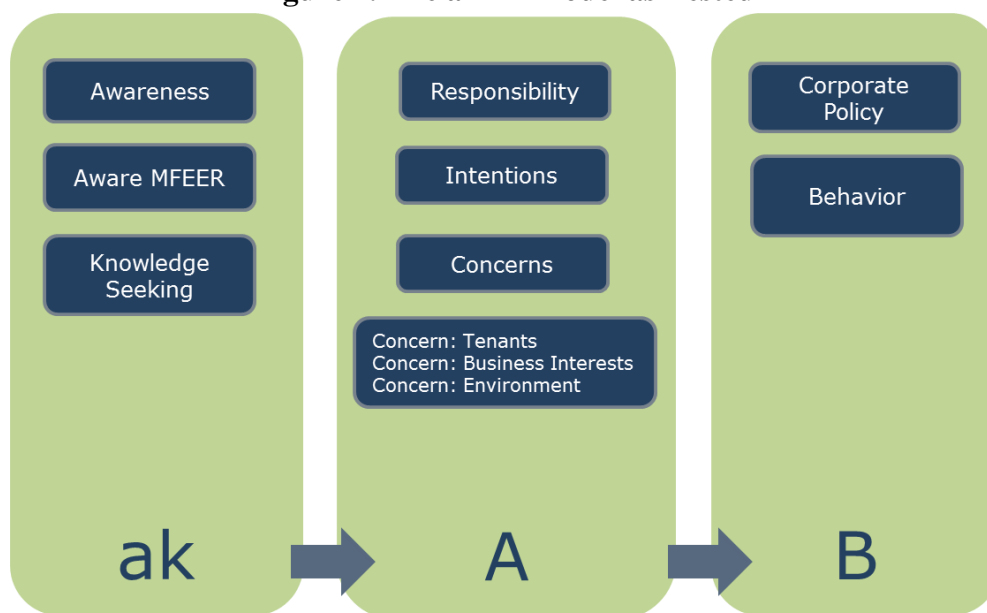 Awareness
Aware MFEER
Knowledge
Seeking
ak
Responsibility
Intentions
Concerns
Concern: Tenants
Concern: Business Interests
Concern: Environment
A
Corporate
Policy
Behavior
B